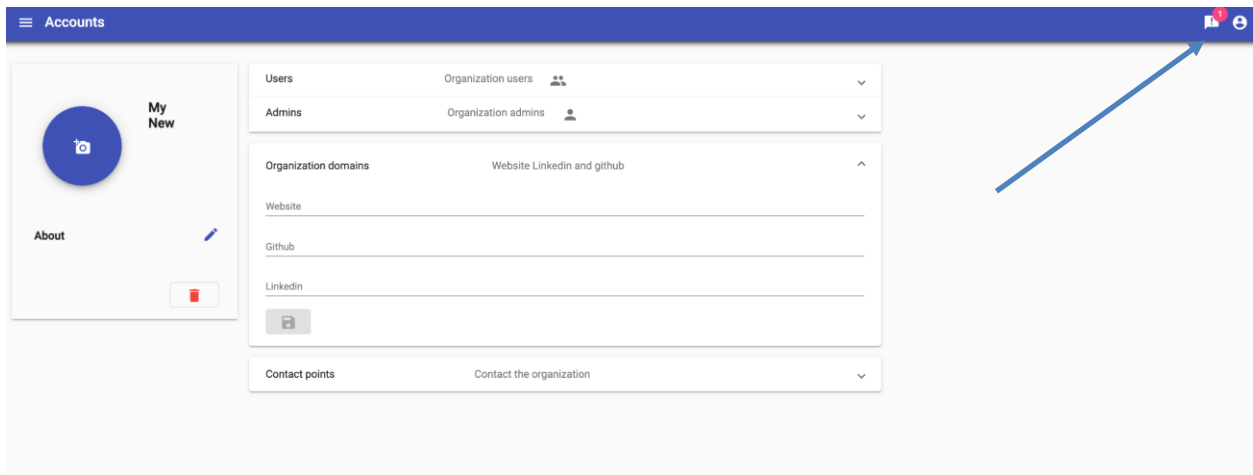 Accounts
1
My
New
About
Users Organization users
Admins Organization admins
Organization domains Website Linkedin and github
Website
Github
Linkedin
Contact points Contact the organization